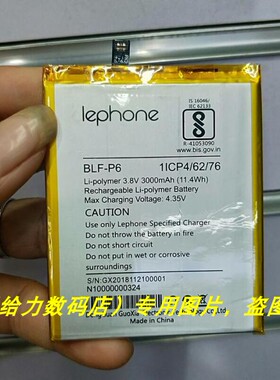 lephone
IS 16046/
IEC 62133
R-41053090
www.bis.gov.in
BLF-P6 1ICP4/62/76
Li-polymer 3.8V 3000mAh (11.4Wh)
Rechargeable Li-polymer Battery
Max Charging Voltage: 4.35V
CAUTION
Use only Lephone Specified Charger
Do not throw in fire
Do not short circuit
Do not put in wet or corrosive
surroundings
S/N:GX2018112100001
N10000000324
给力数码店）专用图片，盗图
GuoXia
Technology C
in China